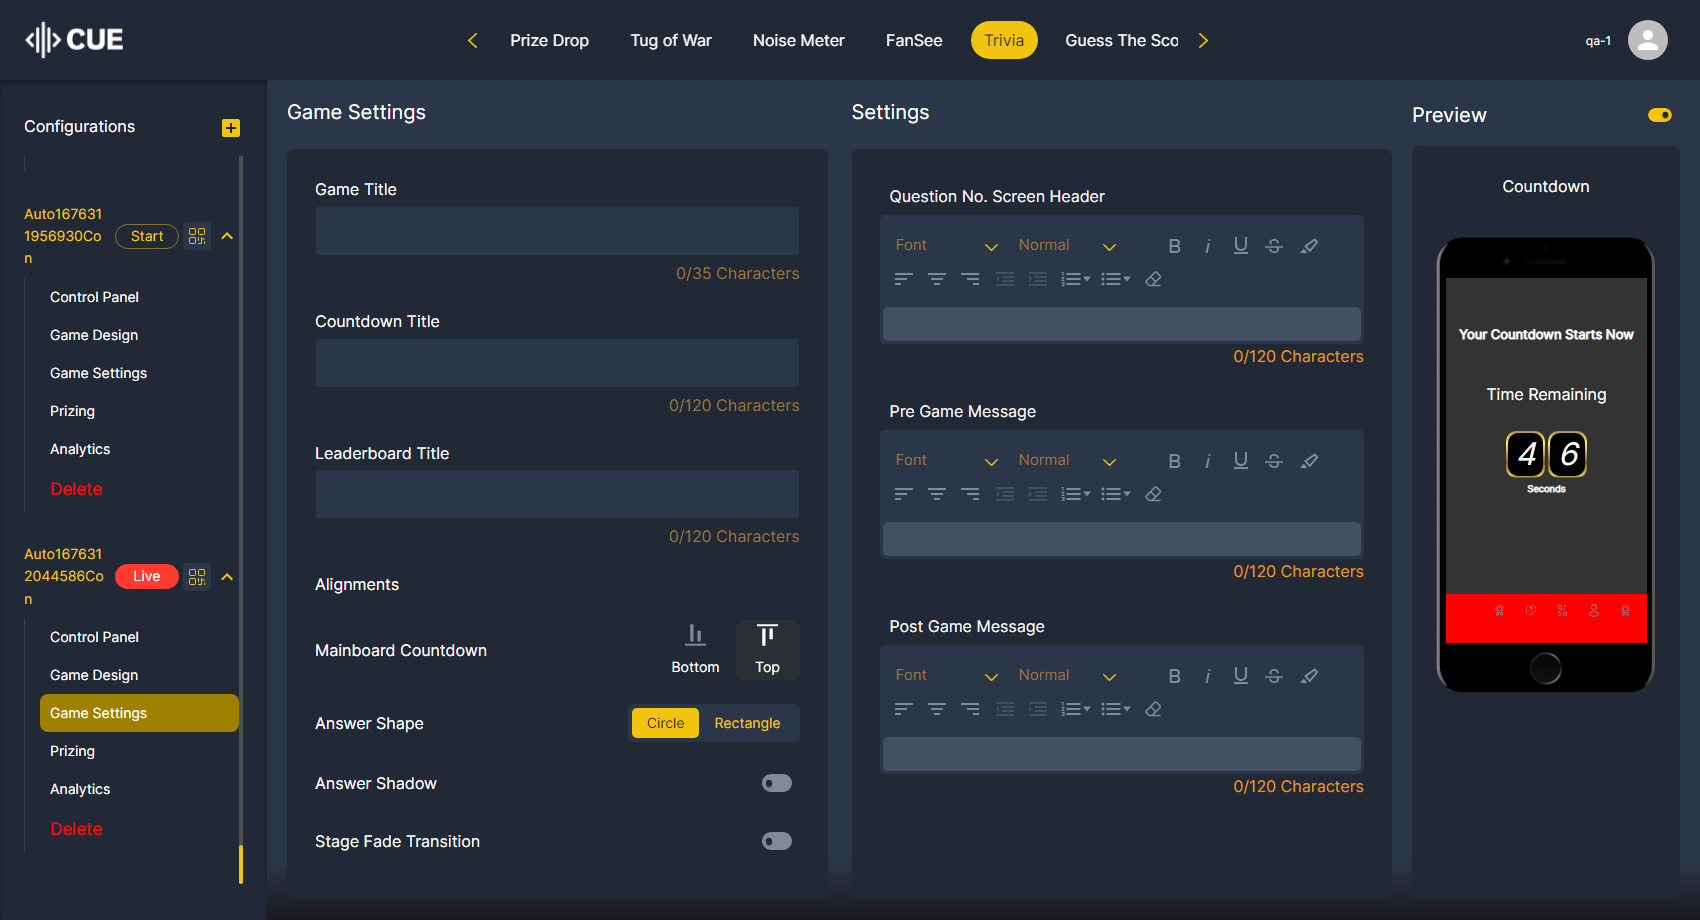 CUE
Prize Drop
Tug of War
Noise Meter
FanSee
Trivia
Guess The Sco
qa-1
Configurations
Auto167631
1956930Co
n
Start
Control Panel
Game Design
Game Settings
Prizing
Analytics
Delete
Auto167631
2044586Co
n
Live
Control Panel
Game Design
Game Settings
Prizing
Analytics
Delete
Game Settings
Game Title
0/35 Characters
Countdown Title
0/120 Characters
Leaderboard Title
0/120 Characters
Alignments
Mainboard Countdown
Bottom
Top
Answer Shape
Circle
Rectangle
Answer Shadow
Stage Fade Transition
Settings
Question No. Screen Header
Font
Normal
B
i
U
S
0/120 Characters
Pre Game Message
Font
Normal
B
i
U
S
0/120 Characters
Post Game Message
Font
Normal
B
i
U
S
0/120 Characters
Preview
Countdown
Your Countdown Starts Now
Time Remaining
4 6
Seconds